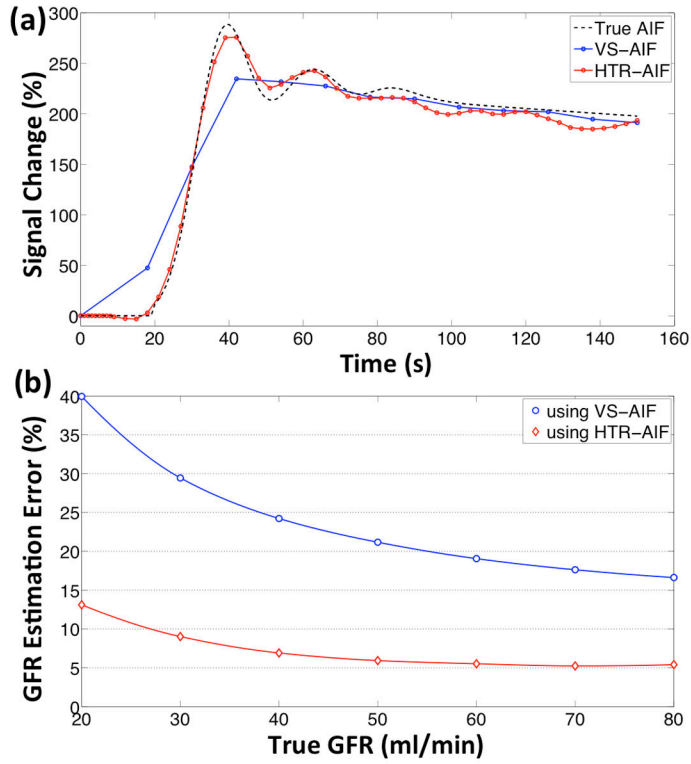 (a)
300
250
200
150
100
50
0
Signal Change (%)
True AIF
VS-AIF
HTR-AIF
0 20 40 60 80 100 120 140 160
Time (s)
(b)
40
35
30
25
20
15
10
5
0
GFR Estimation Error (%)
using VS-AIF
using HTR-AIF
20 30 40 50 60 70 80
True GFR (ml/min)